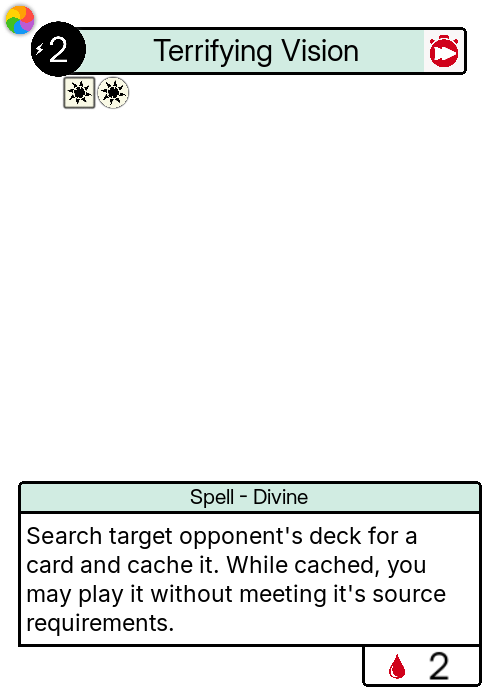 2
Terrifying Vision
Spell - Divine
Search target opponent's deck for a
card and cache it. While cached, you
may play it without meeting it's source
requirements.
2